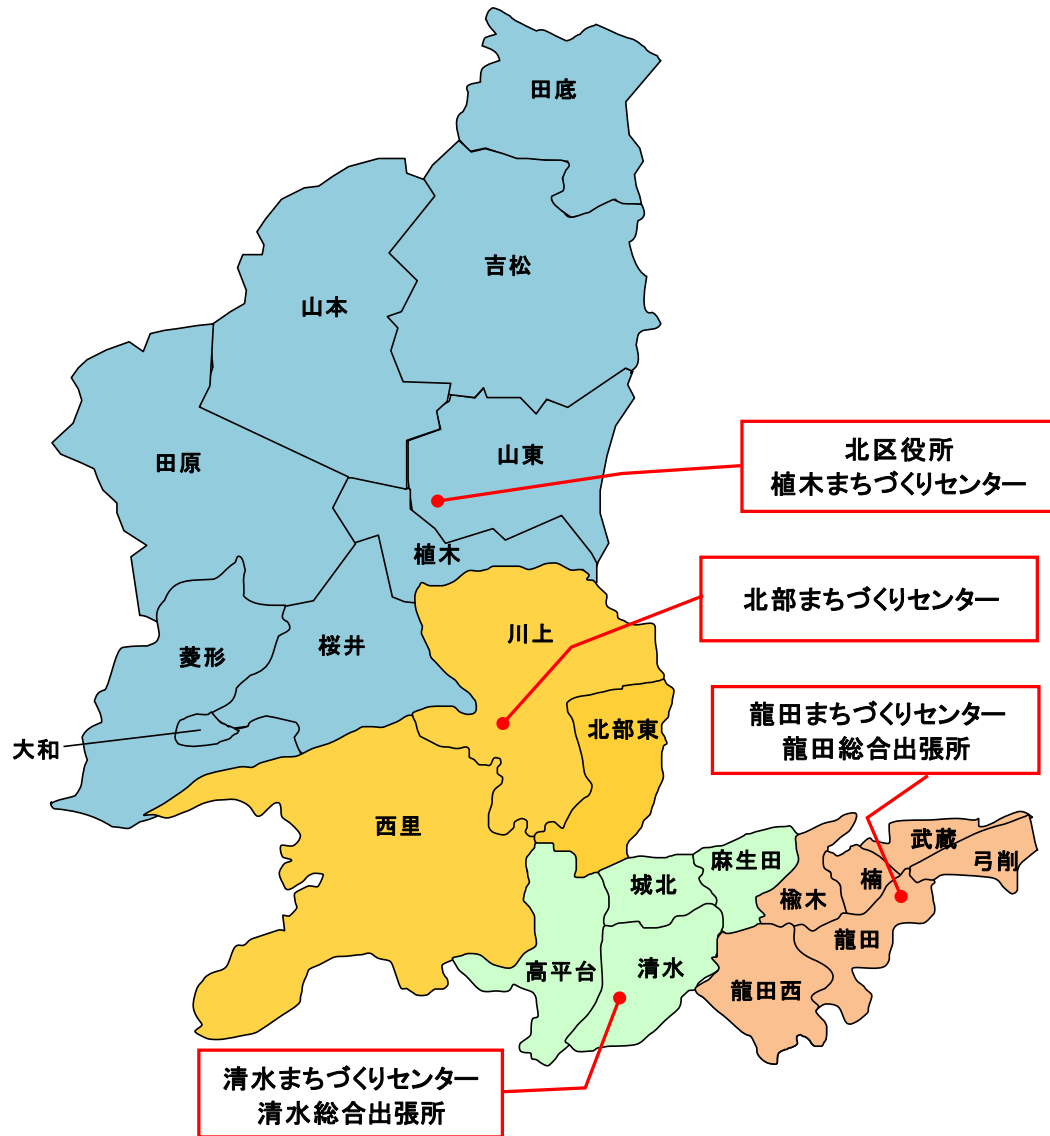 田底
吉松
山本
田原
山東
北区役所
植木まちづくりセンター
植木
北部まちづくりセンター
川上
桜井
菱形
北部東
龍田まちづくりセンター
龍田総合出張所
大和
西里
武蔵
弓削
麻生田
城北
楡木
楠
龍田
高平台
清水
龍田西
清水まちづくりセンター
清水総合出張所